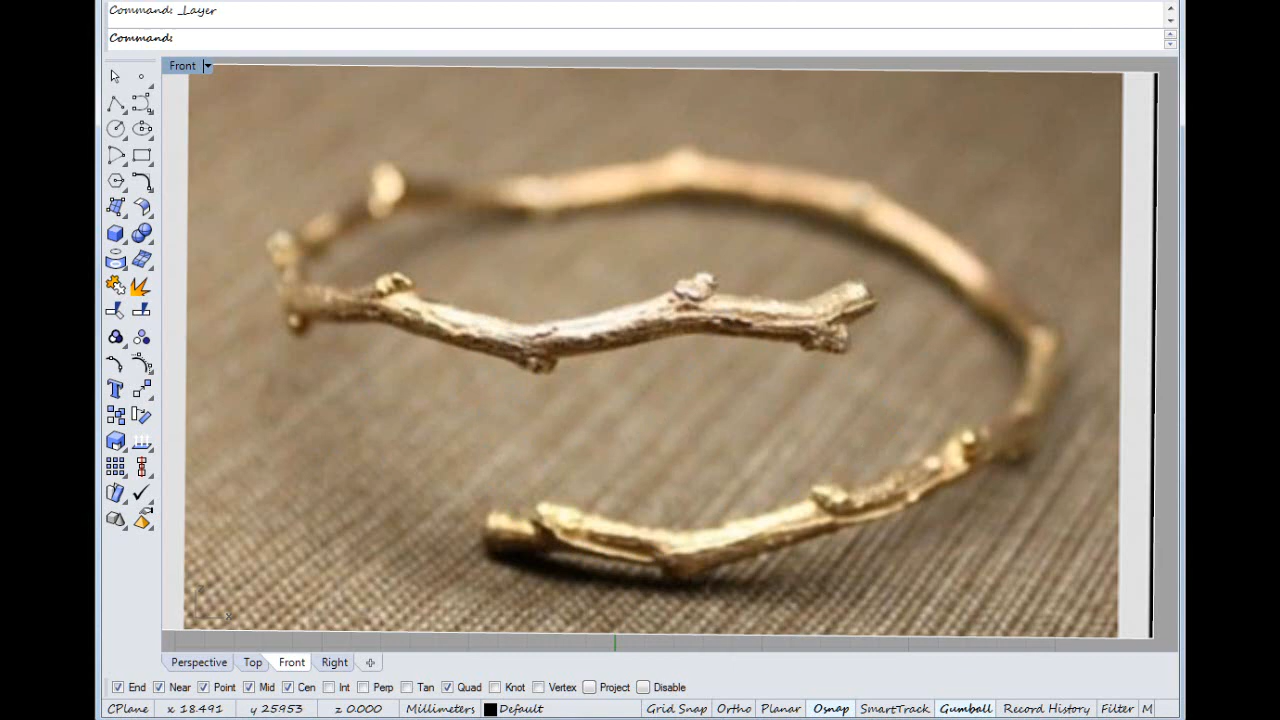 Command: _Layer
Command:
Front
Perspective Top Front Right
End Near Point Mid Cen Int Perp Tan Quad Knot Vertex Project Disable
CPlane x 18.491 y 25.953 z 0.000 Millimeters Default Grid Snap Ortho Planar Osnap SmartTrack Gumball Record History Filter M